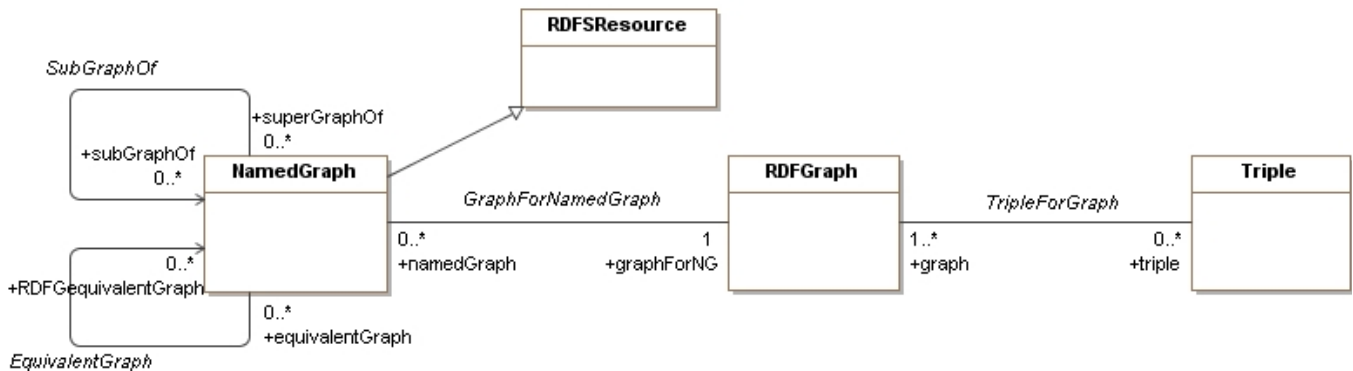 RDFSResource
SubGraphOf
+superGraphOf
0..*
+subGraphOf
0..*
NamedGraph
RDFGraph
Triple
GraphForNamedGraph
TripleForGraph
0..*
1
1..*
0..*
+namedGraph
+graphForNG
+graph
+triple
0..*
+RDFGequivalentGraph
0..*
+equivalentGraph
EquivalentGraph